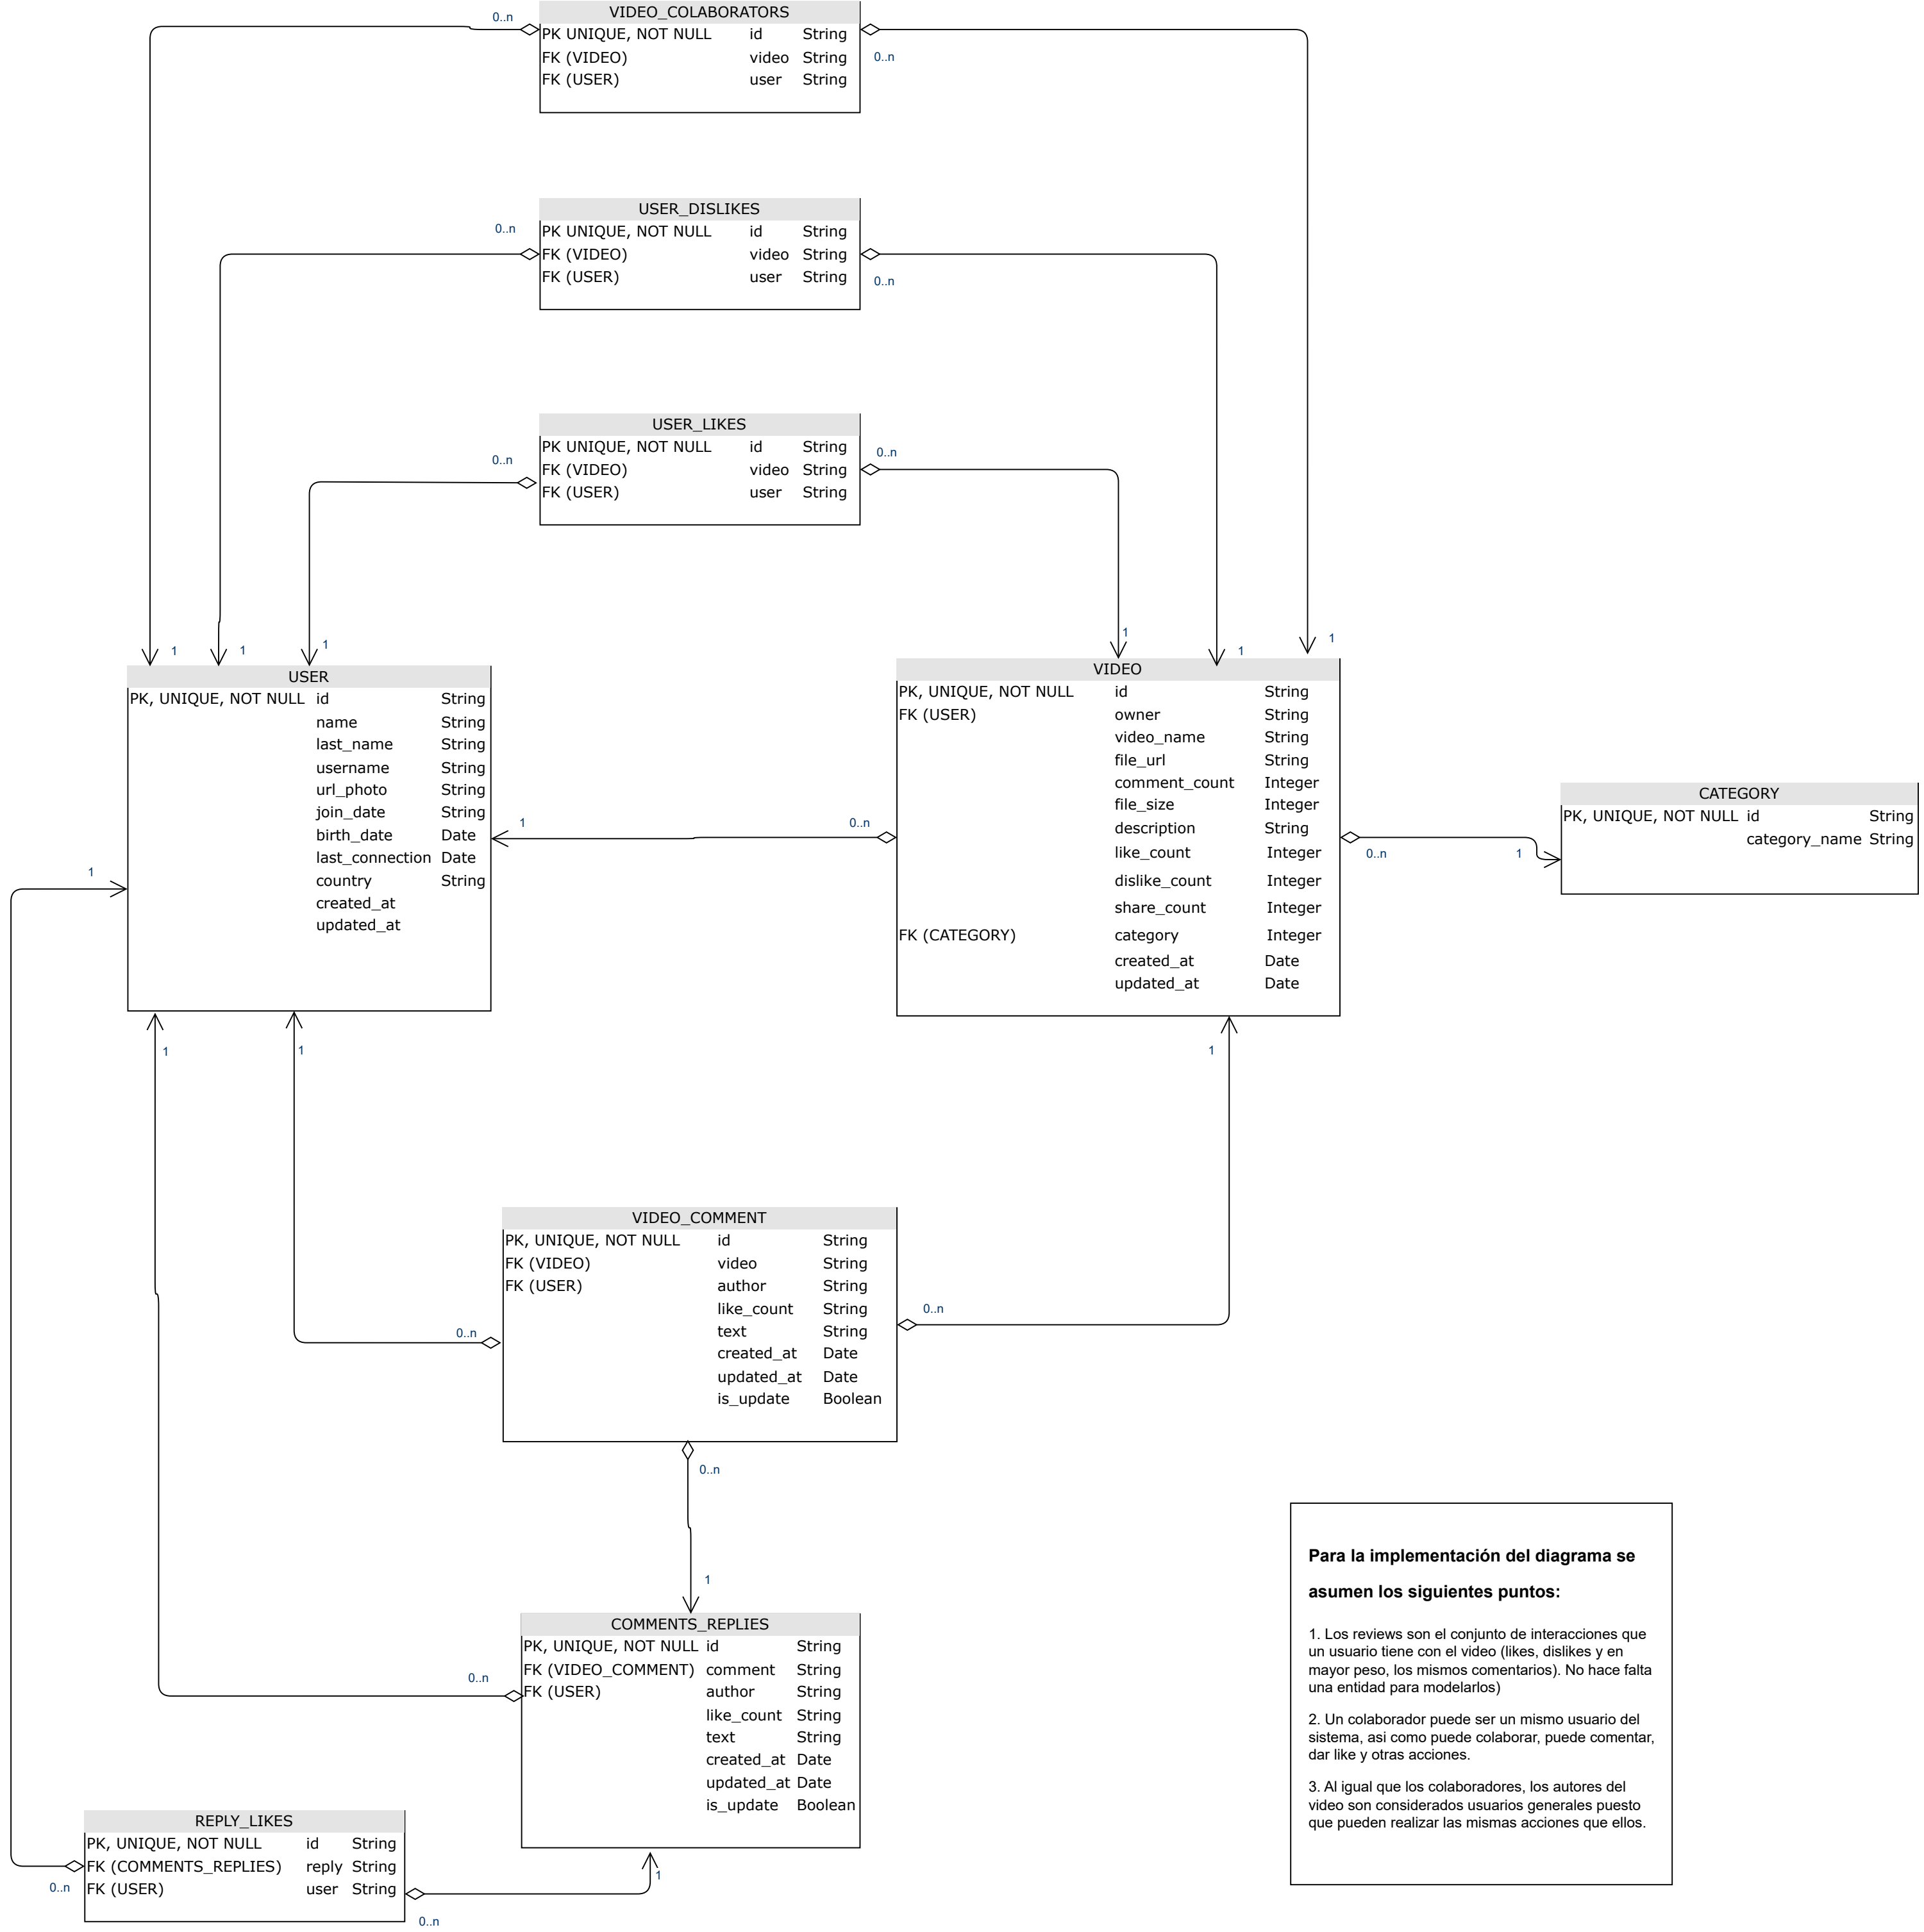 0..n
VIDEO_COLABORATORS
PK UNIQUE, NOT NULL id String
FK (VIDEO) video String
FK (USER) user String
0..n
USER_DISLIKES
PK UNIQUE, NOT NULL id String
FK (VIDEO) video String
FK (USER) user String
0..n
0..n
USER_LIKES
PK UNIQUE, NOT NULL id String
FK (VIDEO) video String
FK (USER) user String
0..n
0..n
1
1
1
1
1
1
USER
PK, UNIQUE, NOT NULL id String
name String
last_name String
username String
url_photo String
join_date String
birth_date Date
last_connection Date
country String
created_at
updated_at
1
0..n
VIDEO
PK, UNIQUE, NOT NULL id String
FK (USER) owner String
video_name String
file_url String
comment_count Integer
file_size Integer
description String
like_count Integer
dislike_count Integer
share_count Integer
FK (CATEGORY) category Integer
created_at Date
updated_at Date
0..n
1
CATEGORY
PK, UNIQUE, NOT NULL id String
category_name String
1
1
1
1
VIDEO_COMMENT
PK, UNIQUE, NOT NULL id String
FK (VIDEO) video String
FK (USER) author String
like_count String
text String
created_at Date
updated_at Date
is_update Boolean
0..n
0..n
0..n
1
COMMENTS_REPLIES
PK, UNIQUE, NOT NULL id String
FK (VIDEO_COMMENT) comment String
FK (USER) author String
like_count String
text String
created_at Date
updated_at Date
is_update Boolean
0..n
REPLY_LIKES
PK, UNIQUE, NOT NULL id String
FK (COMMENTS_REPLIES) reply String
FK (USER) user String
0..n
0..n
1
Para la implementación del diagrama se
asumen los siguientes puntos:
1. Los reviews son el conjunto de interacciones que
un usuario tiene con el video (likes, dislikes y en
mayor peso, los mismos comentarios). No hace falta
una entidad para modelarlos)
2. Un colaborador puede ser un mismo usuario del
sistema, asi como puede colaborar, puede comentar,
dar like y otras acciones.
3. Al igual que los colaboradores, los autores del
video son considerados usuarios generales puesto
que pueden realizar las mismas acciones que ellos.